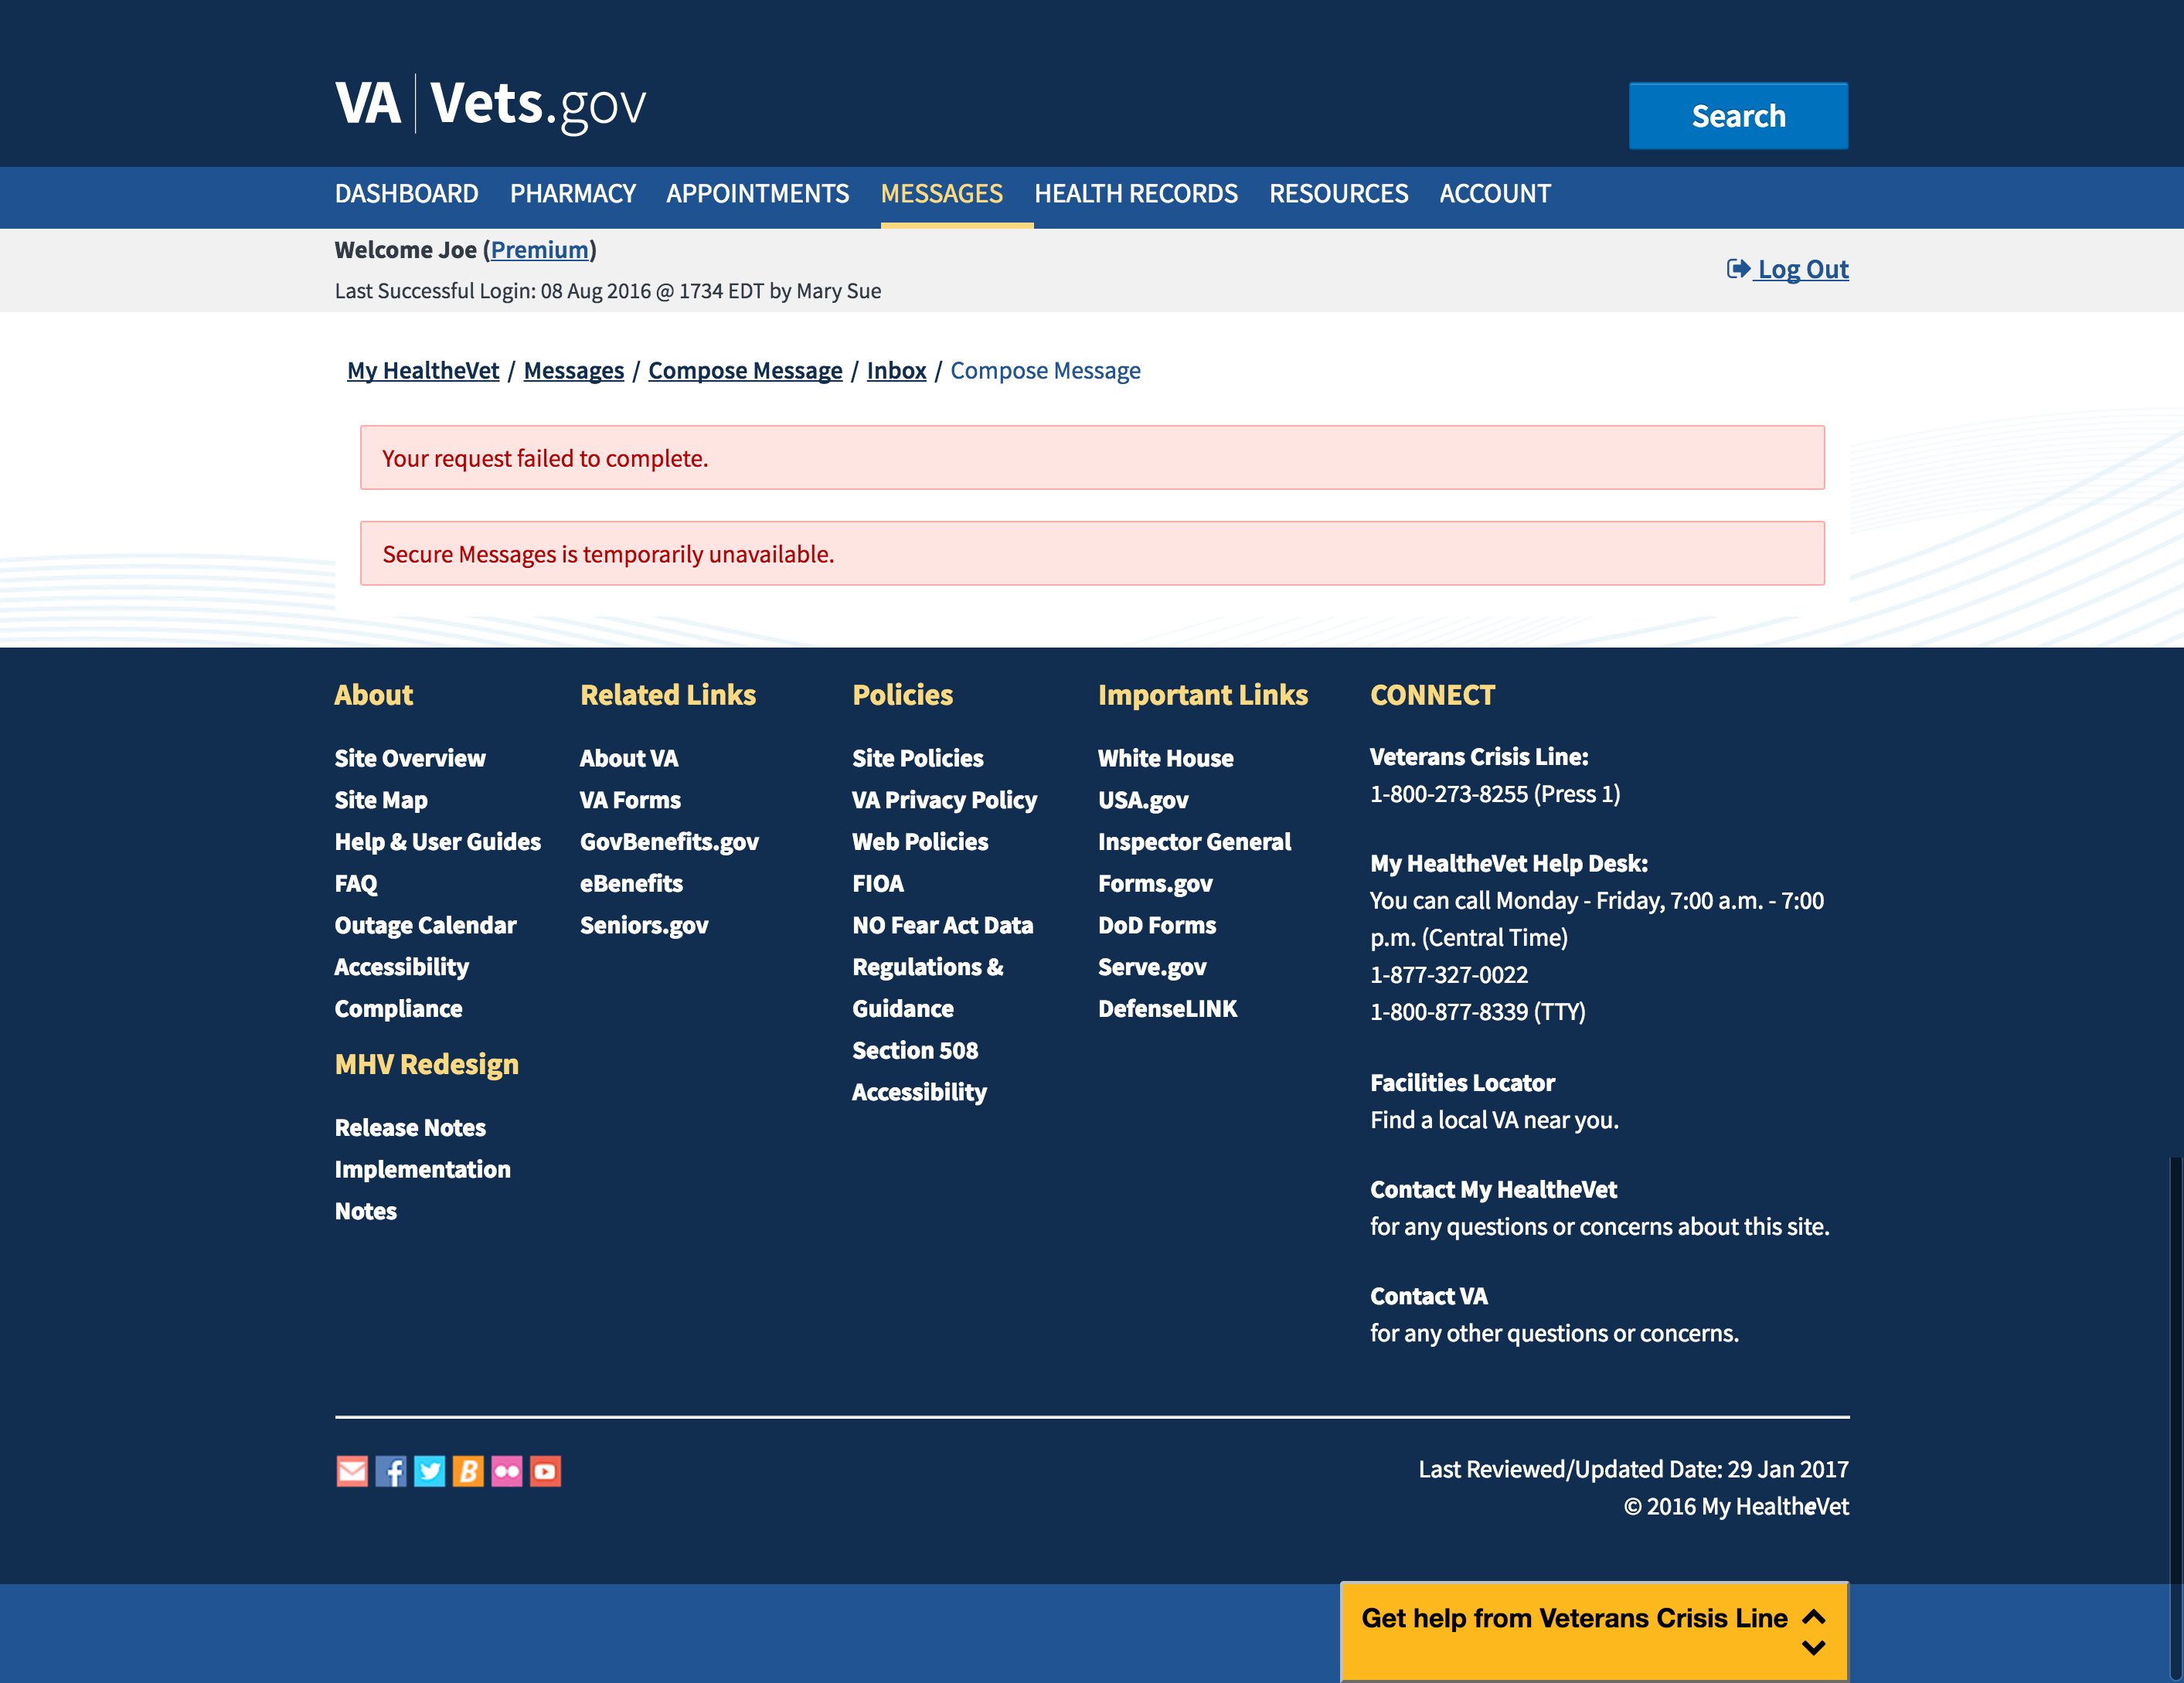 VA | Vets.gov
Search
DASHBOARD PHARMACY APPOINTMENTS MESSAGES HEALTH RECORDS RESOURCES ACCOUNT
Welcome Joe (Premium)
Last Successful Login: 08 Aug 2016 @ 1734 EDT by Mary Sue
Log Out
My HealtheVet / Messages / Compose Message / Inbox / Compose Message
Your request failed to complete.
Secure Messages is temporarily unavailable.
About
Site Overview
Site Map
Help & User Guides
FAQ
Outage Calendar
Accessibility
Compliance
MHV Redesign
Release Notes
Implementation
Notes
Related Links
About VA
VA Forms
GovBenefits.gov
eBenefits
Seniors.gov
Policies
Site Policies
VA Privacy Policy
Web Policies
FIOA
NO Fear Act Data
Regulations &
Guidance
Section 508
Accessibility
Important Links
White House
USA.gov
Inspector General
Forms.gov
DoD Forms
Serve.gov
DefenseLINK
CONNECT
Veterans Crisis Line:
1-800-273-8255 (Press 1)
My HealtheVet Help Desk:
You can call Monday - Friday, 7:00 a.m. - 7:00
p.m. (Central Time)
1-877-327-0022
1-800-877-8339 (TTY)
Facilities Locator
Find a local VA near you.
Contact My HealtheVet
for any questions or concerns about this site.
Contact VA
for any other questions or concerns.
Last Reviewed/Updated Date: 29 Jan 2017
© 2016 My HealtheVet
Get help from Veterans Crisis Line